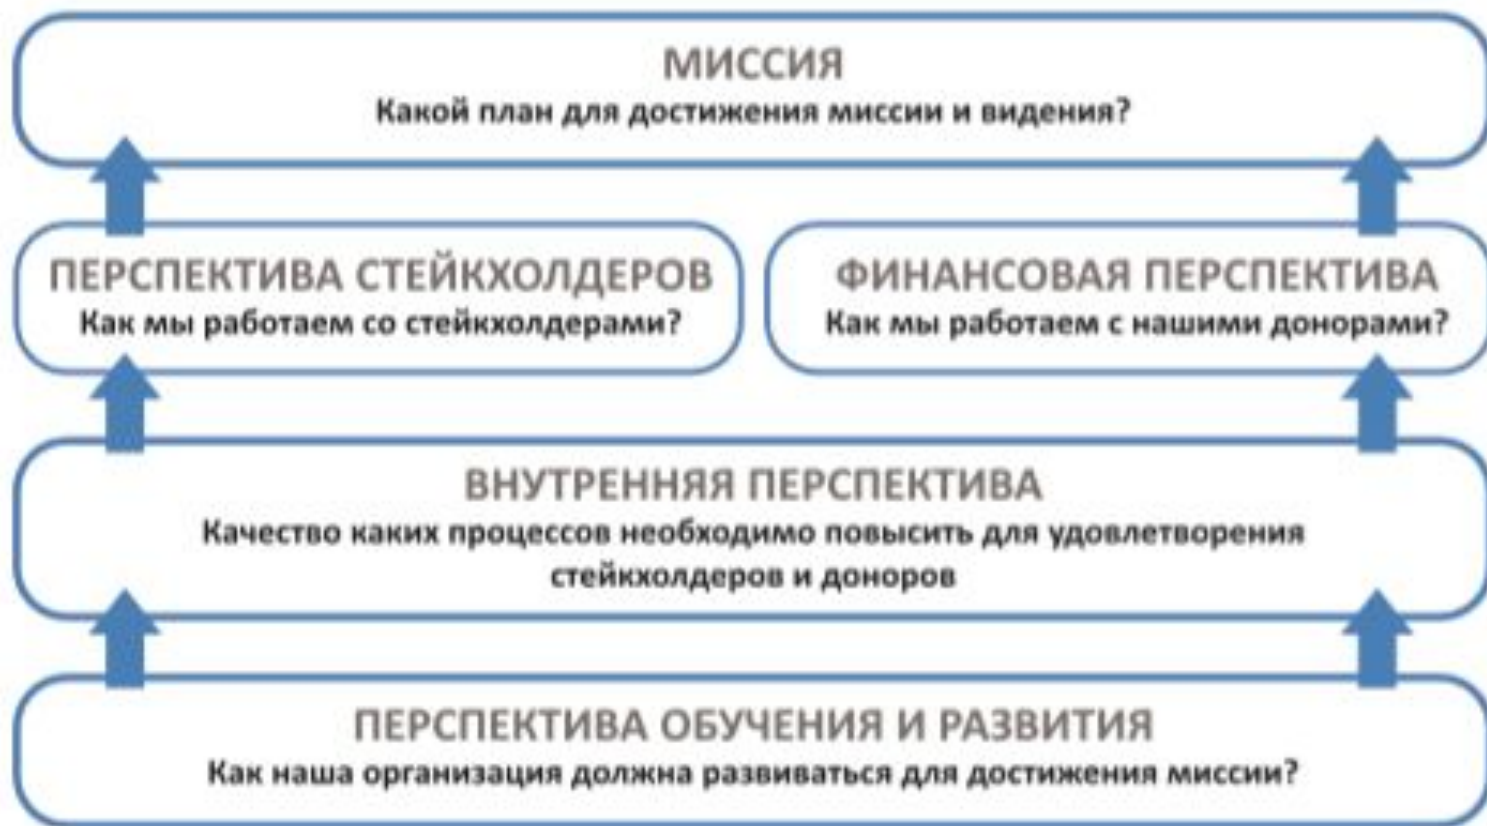 МИССИЯ
Какой план для достижения миссии и видения?
ПЕРСПЕКТИВА СТЕЙКХОЛДЕРОВ
Как мы работаем со стейкхолдерами?
ФИНАНСОВАЯ ПЕРСПЕКТИВА
Как мы работаем с нашими донорами?
ВНУТРЕННЯЯ ПЕРСПЕКТИВА
Качество каких процессов необходимо повысить для удовлетворения
стейкхолдеров и доноров
ПЕРСПЕКТИВА ОБУЧЕНИЯ И РАЗВИТИЯ
Как наша организация должна развиваться для достижения миссии?